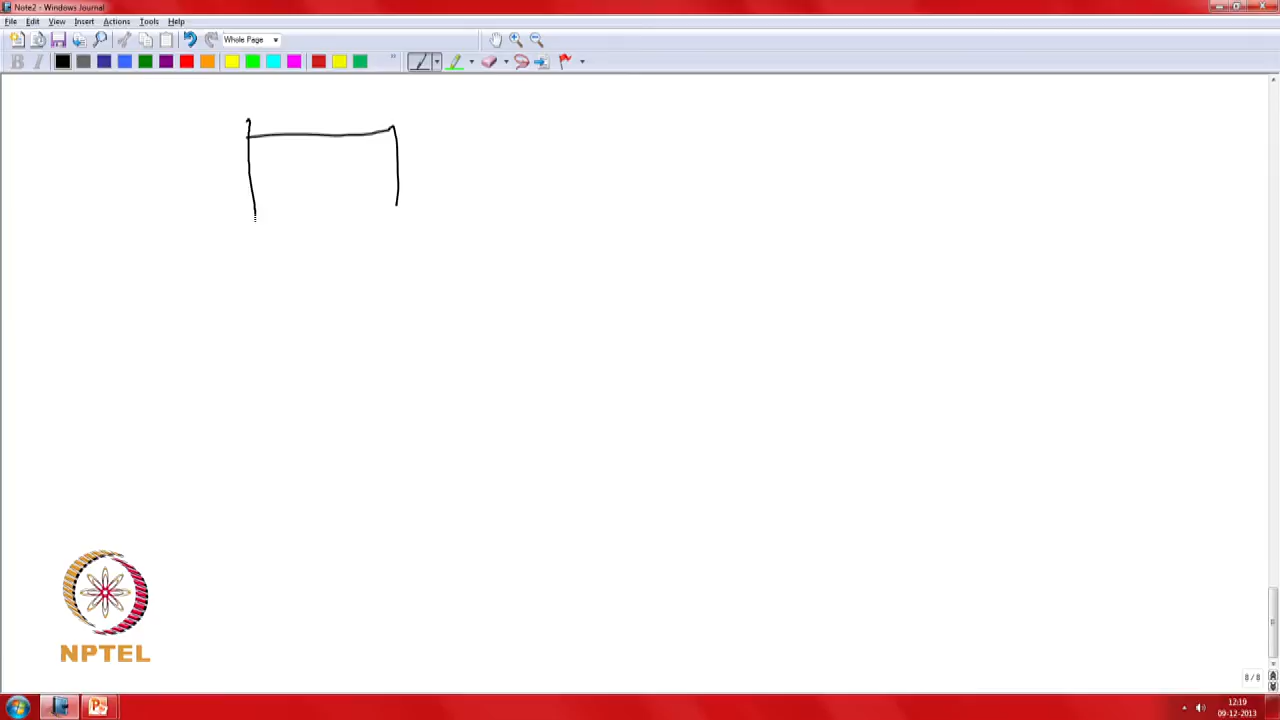 Note2 - Windows Journal
File Edit View Insert Actions Tools Help
Whole Page
B I
NPTEL
8 / 8
12:19
09-12-2013